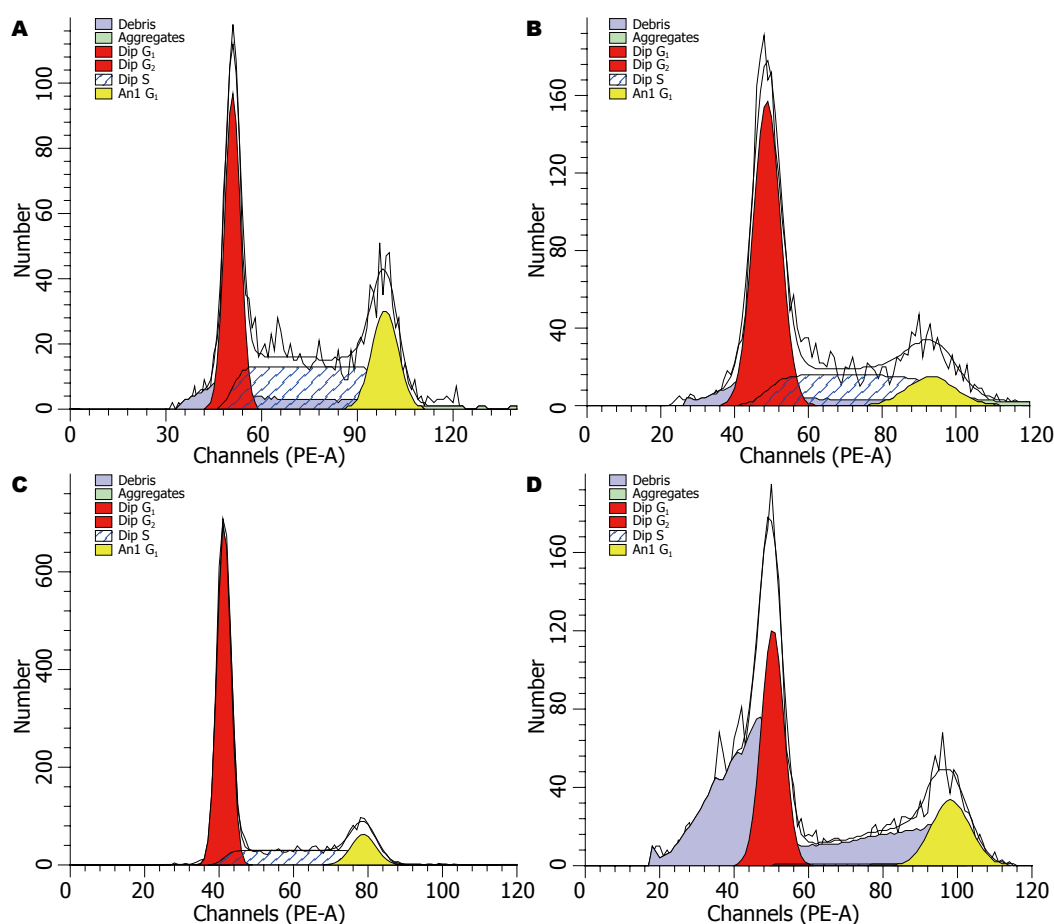 A
Debris
Aggregates
Dip G₁
Dip G₂
Dip S
An1 G₁
Number
100
80
60
40
20
0
0 30 60 90 120
Channels (PE-A)
B
Debris
Aggregates
Dip G₁
Dip G₂
Dip S
An1 G₁
Number
160
120
80
40
0
0 20 40 60 80 100 120
Channels (PE-A)
C
Debris
Aggregates
Dip G₁
Dip G₂
Dip S
An1 G₁
Number
600
400
200
0
0 20 40 60 80 100 120
Channels (PE-A)
D
Debris
Aggregates
Dip G₁
Dip G₂
Dip S
An1 G₁
Number
160
120
80
40
0
0 20 40 60 80 100 120
Channels (PE-A)